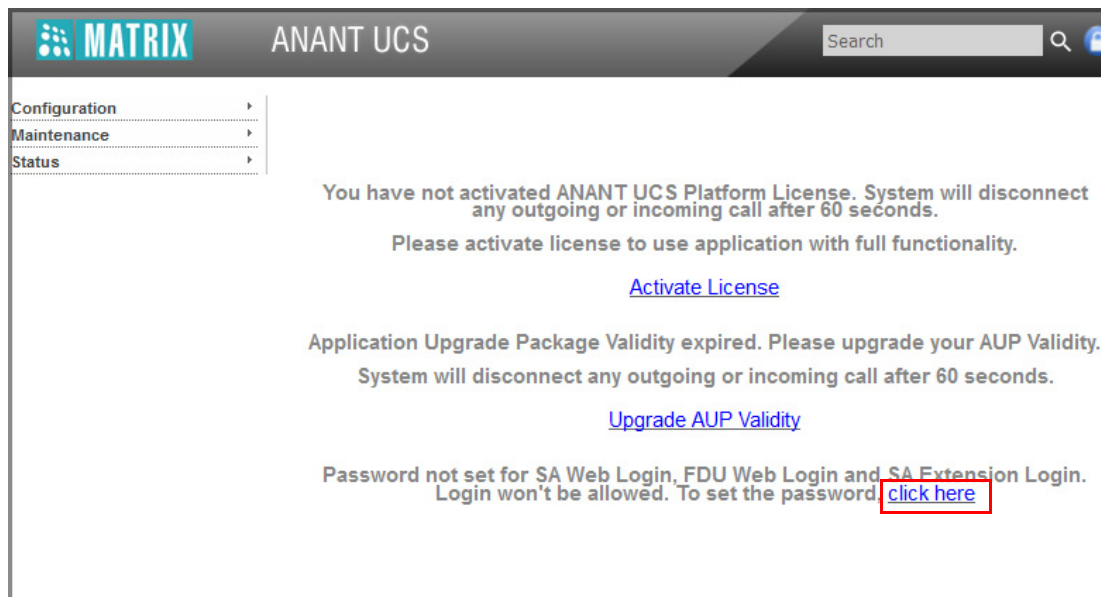 MATRIX
ANANT UCS
Search
Configuration
Maintenance
Status
You have not activated ANANT UCS Platform License. System will disconnect
any outgoing or incoming call after 60 seconds.
Please activate license to use application with full functionality.
Activate License
Application Upgrade Package Validity expired. Please upgrade your AUP Validity.
System will disconnect any outgoing or incoming call after 60 seconds.
Upgrade AUP Validity
Password not set for SA Web Login, FDU Web Login and SA Extension Login.
Login won't be allowed. To set the password, click here